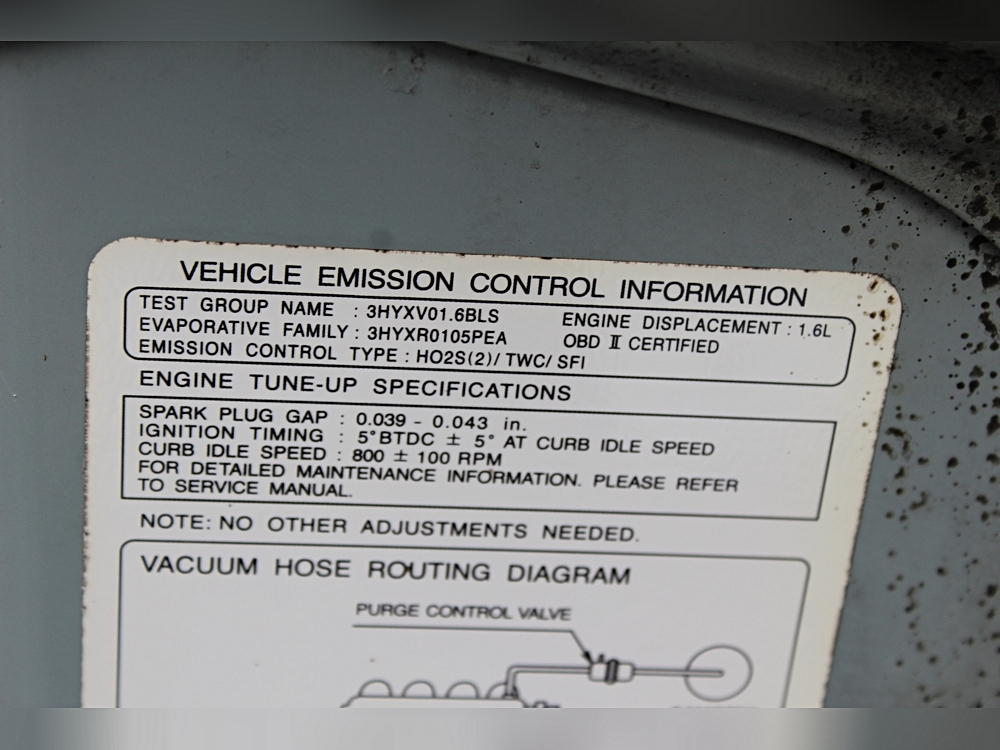 VEHICLE EMISSION CONTROL INFORMATION
TEST GROUP NAME : 3HYXV01.6BLS
ENGINE DISPLACEMENT : 1.6L
EVAPORATIVE FAMILY : 3HYXR0105PEA
OBD II CERTIFIED
EMISSION CONTROL TYPE : HO2S(2)/ TWC/ SFI
ENGINE TUNE-UP SPECIFICATIONS
SPARK PLUG GAP : 0.039 - 0.043 in.
IGNITION TIMING : 5°BTDC ± 5° AT CURB IDLE SPEED
CURB IDLE SPEED : 800 ± 100 RPM
FOR DETAILED MAINTENANCE INFORMATION. PLEASE REFER
TO SERVICE MANUAL.
NOTE: NO OTHER ADJUSTMENTS NEEDED.
VACUUM HOSE ROUTING DIAGRAM
PURGE CONTROL VALVE